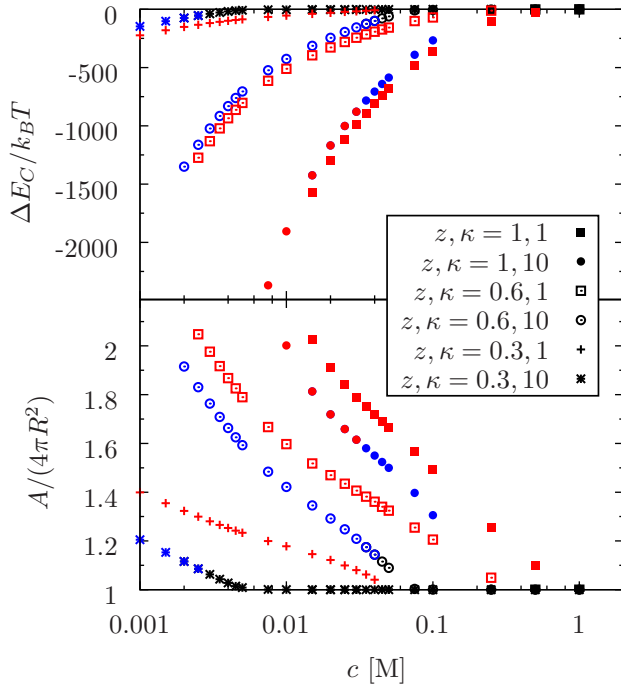 0
-500
-1000
-1500
-2000
ΔE_C/k_BT
z, κ = 1, 1
z, κ = 1, 10
z, κ = 0.6, 1
z, κ = 0.6, 10
z, κ = 0.3, 1
z, κ = 0.3, 10
2
1.8
1.6
1.4
1.2
1
A/(4πR²)
0.001
0.01
0.1
1
c [M]